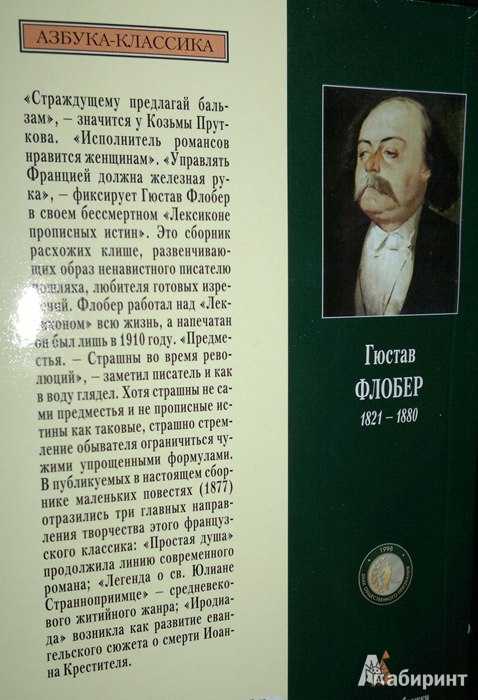 АЗБУКА-КЛАССИКА
«Страждущему предлагай баль-
зам», – значится у Козьмы Прут-
кова. «Исполнитель романсов
нравится женщинам». «Управлять
Францией должна железная ру-
ка», – фиксирует Гюстав Флобер
в своем бессмертном «Лексиконе
прописных истин». Это сборник
расхожих клише, развенчиваю-
щих образ ненавистного писателю
пошляха, любителя готовых изре-
чений. Флобер работал над «Лек-
сиконом» всю жизнь, а напечатан
он был лишь в 1910 году. «Предме-
стья. – Страшны во время рево-
люций», – заметил писатель и как
в воду глядел. Хотя страшны не са-
ми предместья и не прописные ис-
тины как таковые, страшно стрем-
ление обывателя ограничиться чу-
жими упрощенными формулами.
В публикуемых в настоящем сбор-
нике маленьких повестях (1877)
отразились три главных направ-
ления творчества этого француз-
ского классика: «Простая душа»
продолжила линию современного
романа; «Легенда о св. Юлиане
Странноприимце» – средневеко-
вого житийного жанра; «Иродиа-
да» возникла как развитие еван-
гельского сюжета о смерти Иоан-
на Крестителя.
Гюстав
ФЛОБЕР
1821 – 1880
1998
Лабиринт